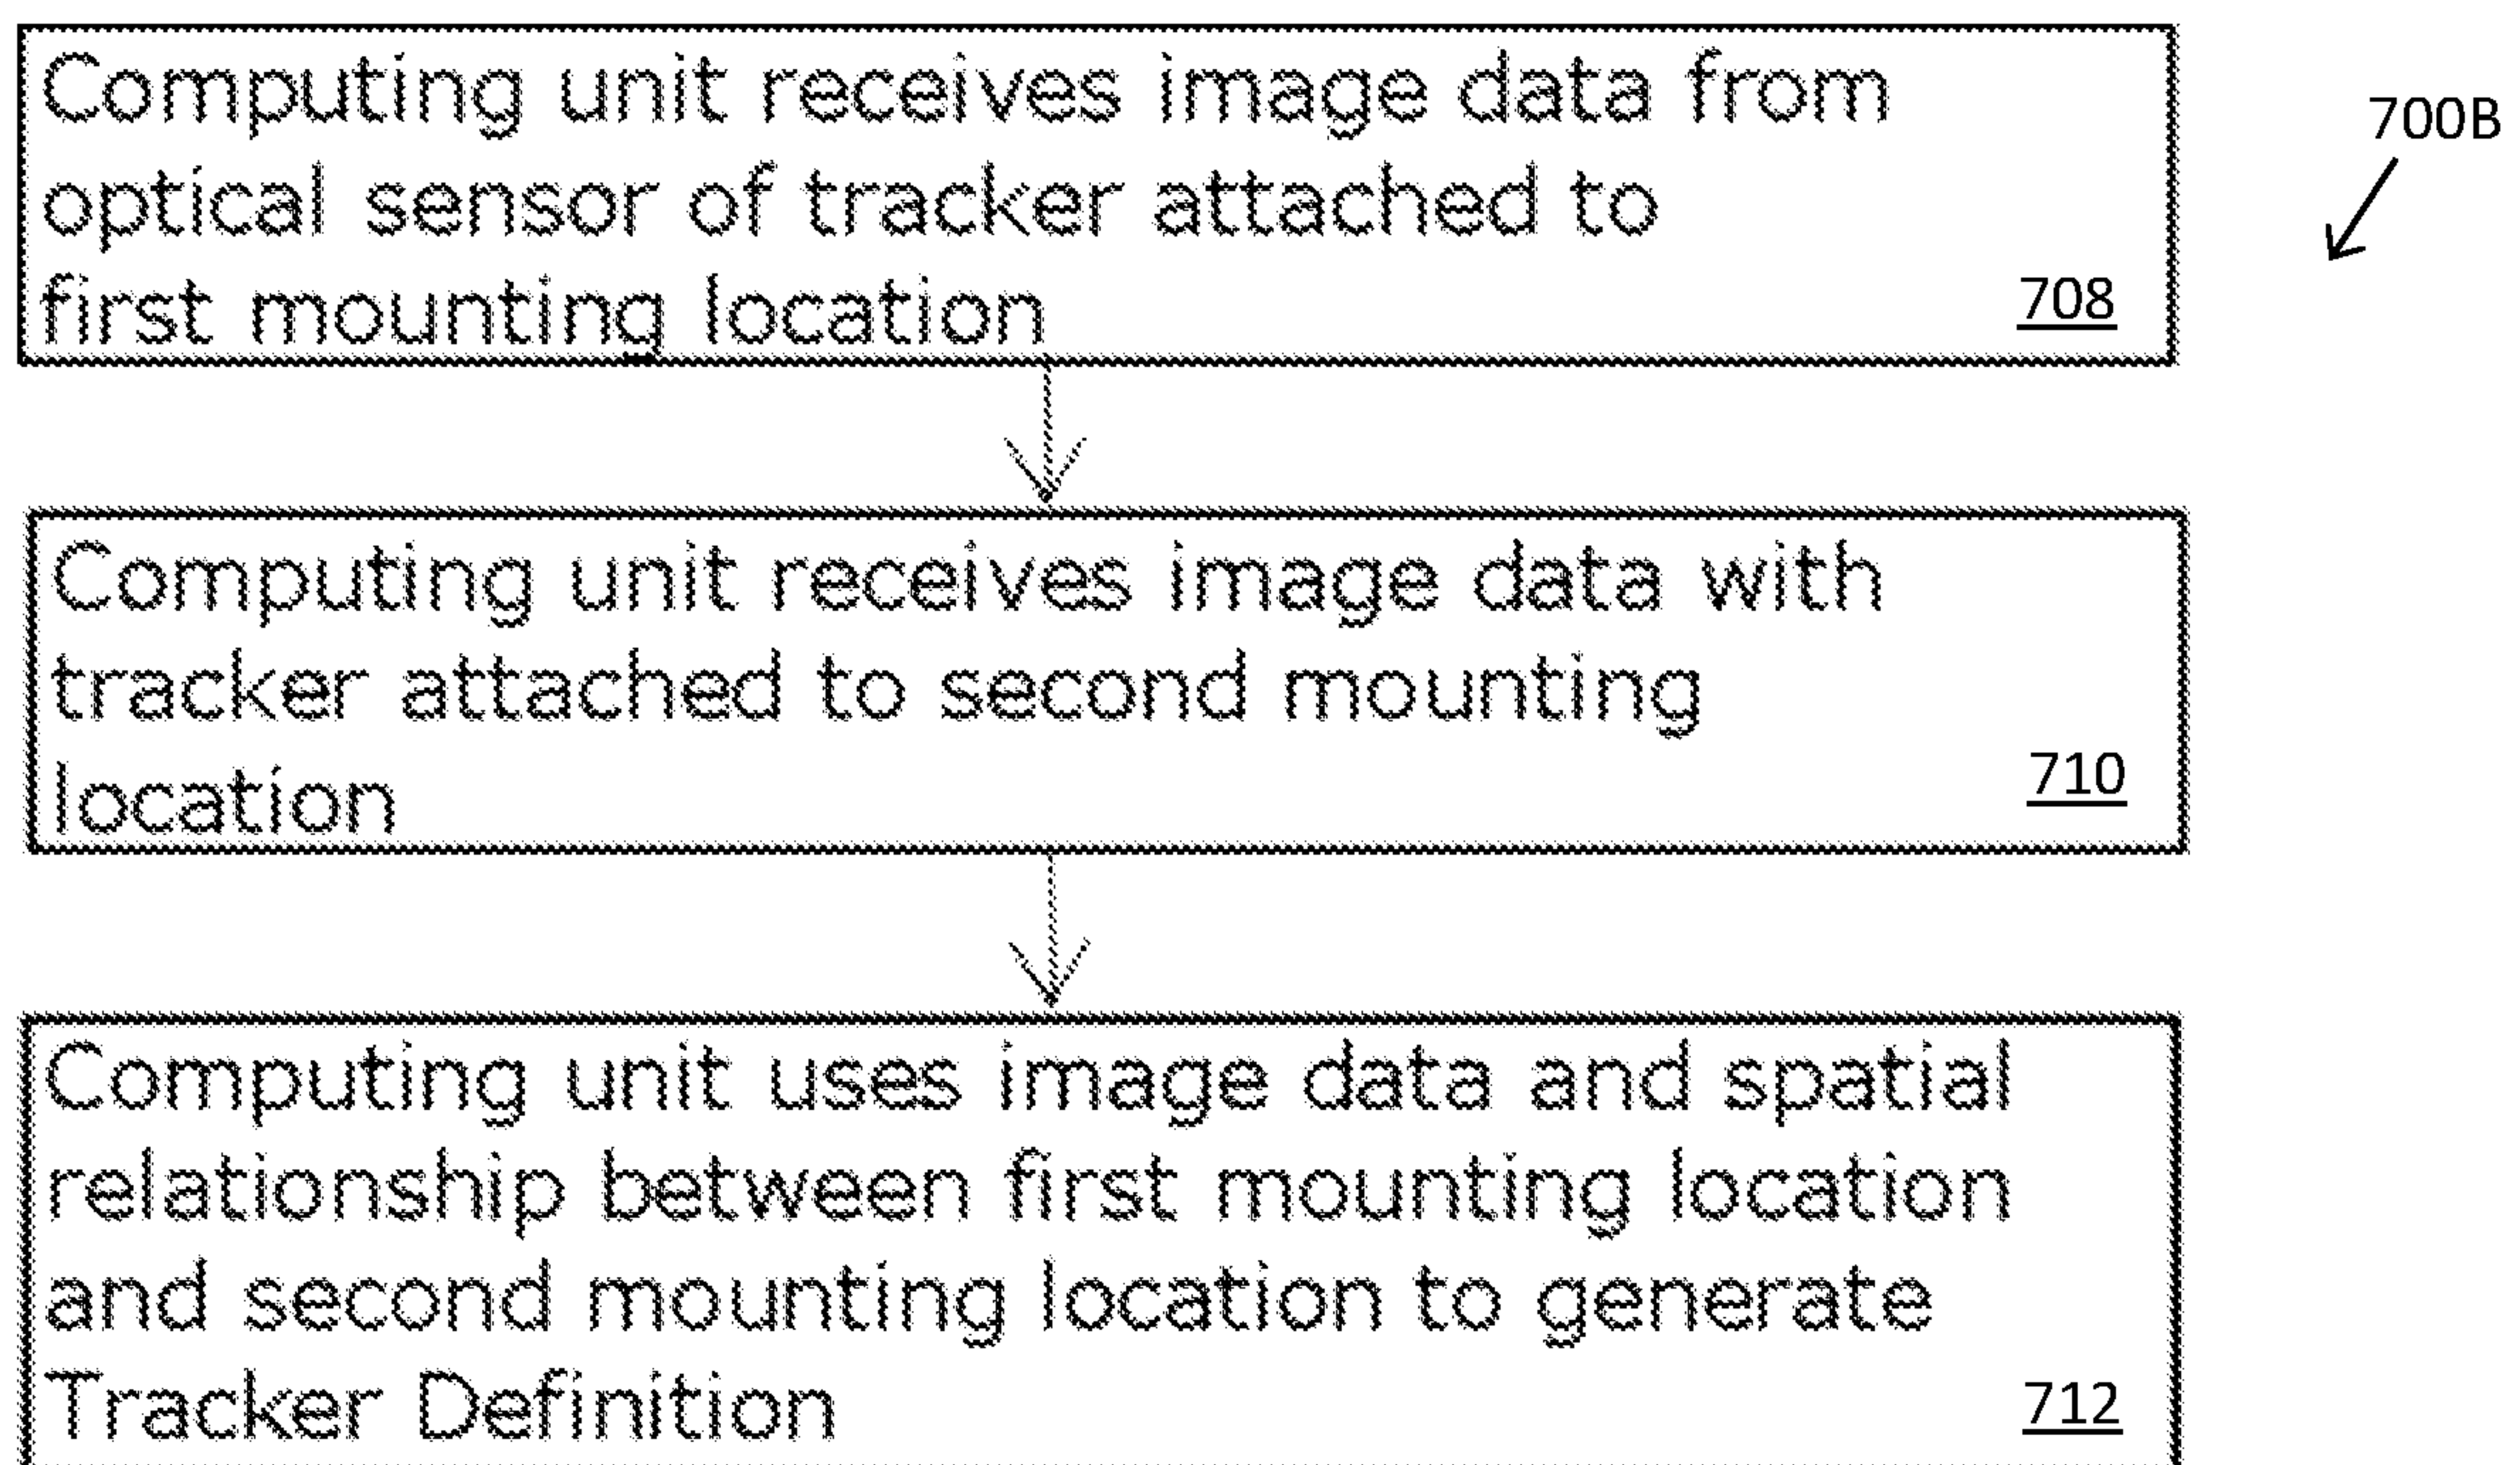 Computing unit receives image data from
optical sensor of tracker attached to
first mounting location
708
700B
Computing unit receives image data with
tracker attached to second mounting
location
710
Computing unit uses image data and spatial
relationship between first mounting location
and second mounting location to generate
Tracker Definition
712